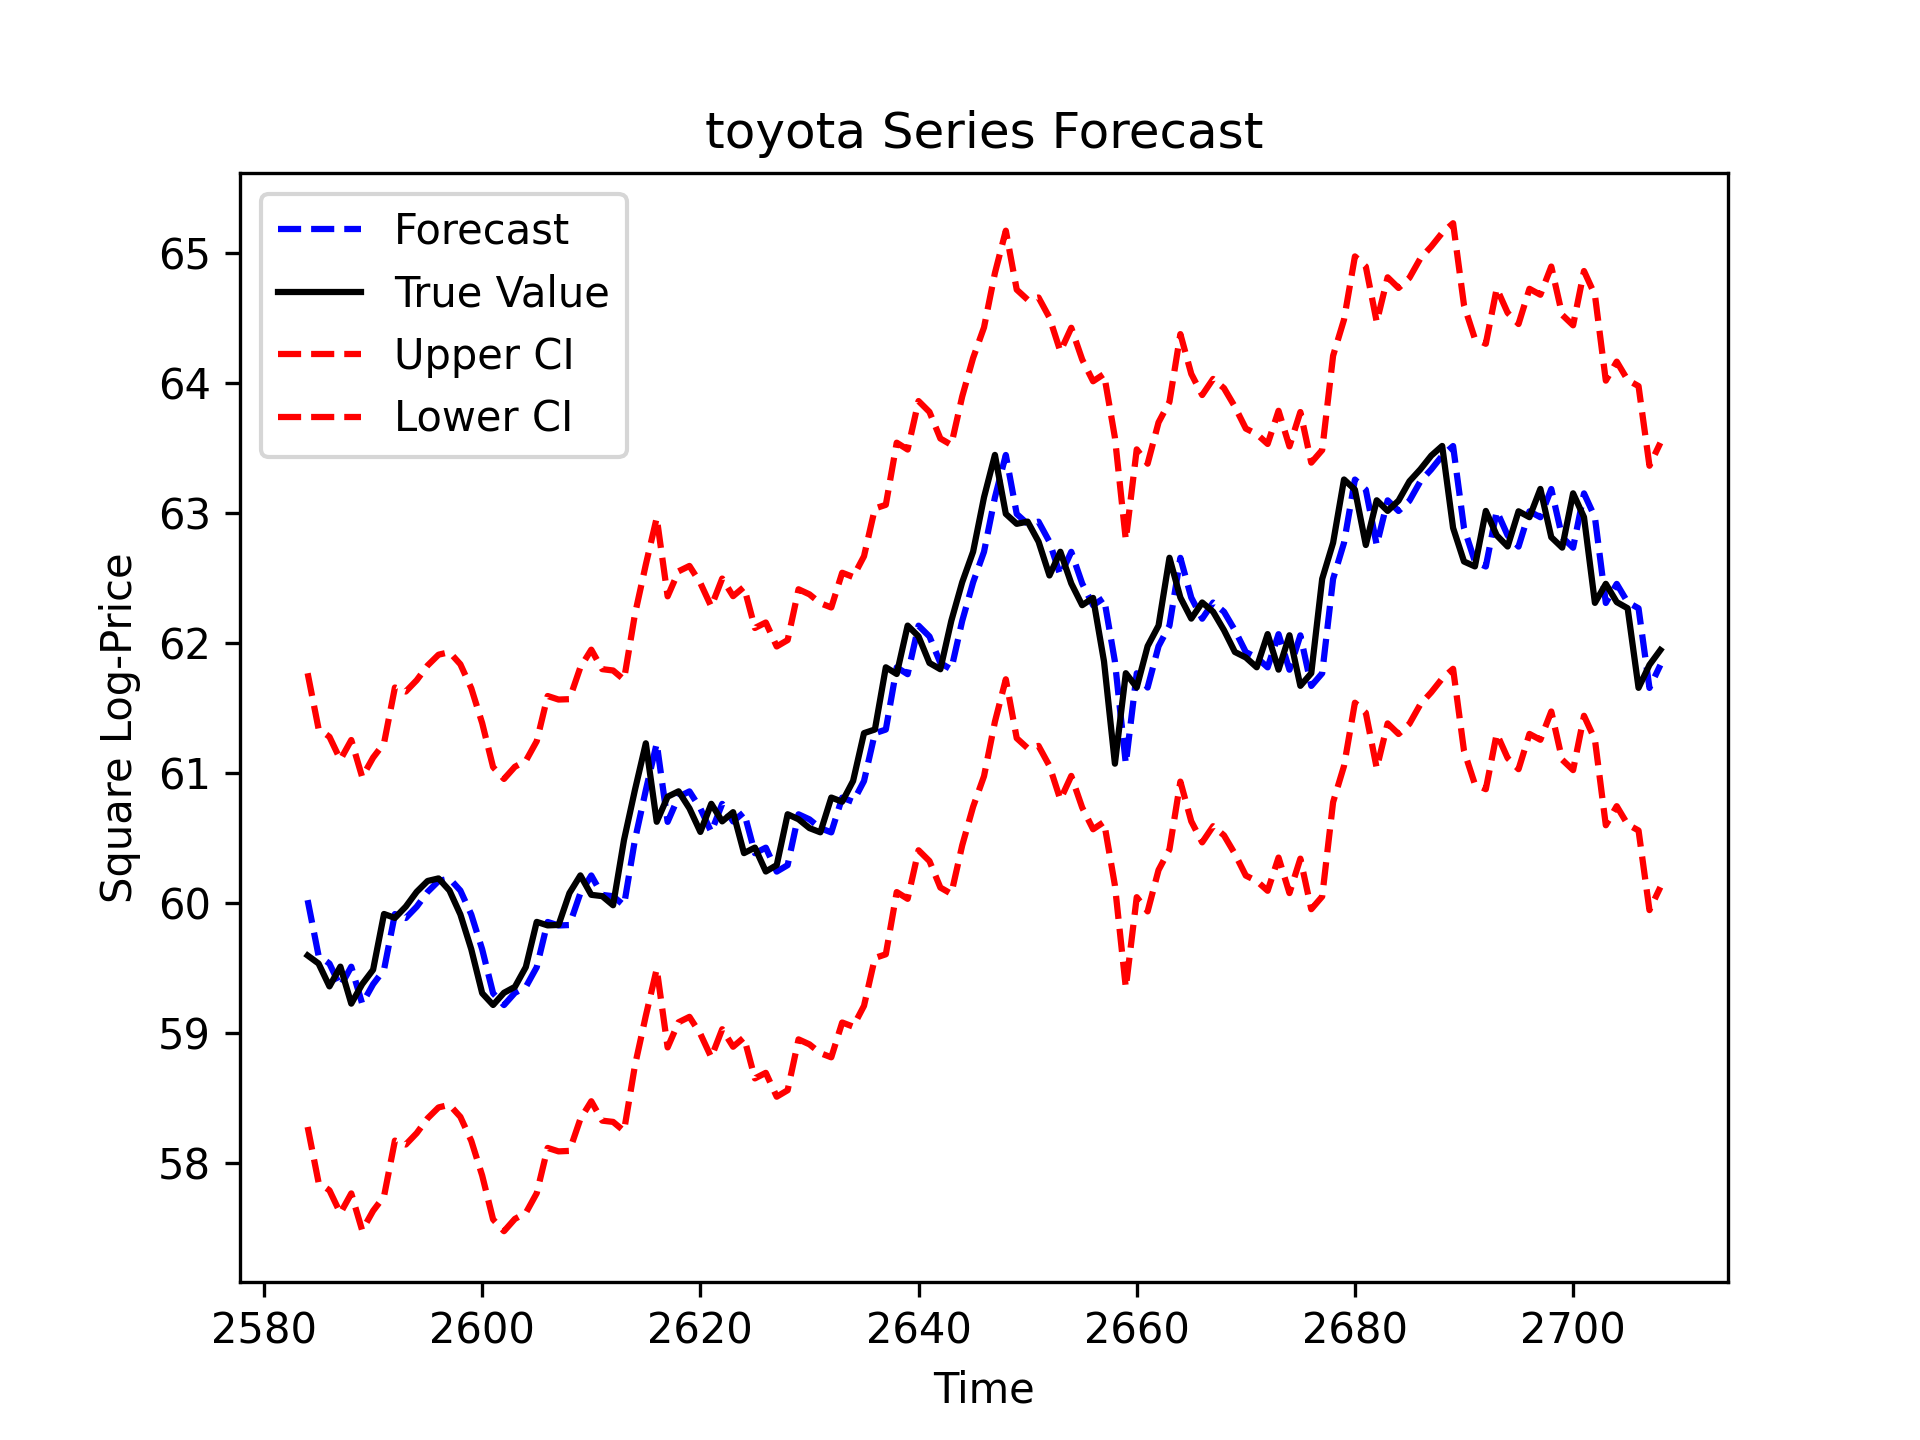 toyota Series Forecast
Forecast
True Value
Upper CI
Lower CI
65
64
63
62
61
60
59
58
Square Log-Price
2580 2600 2620 2640 2660 2680 2700
Time